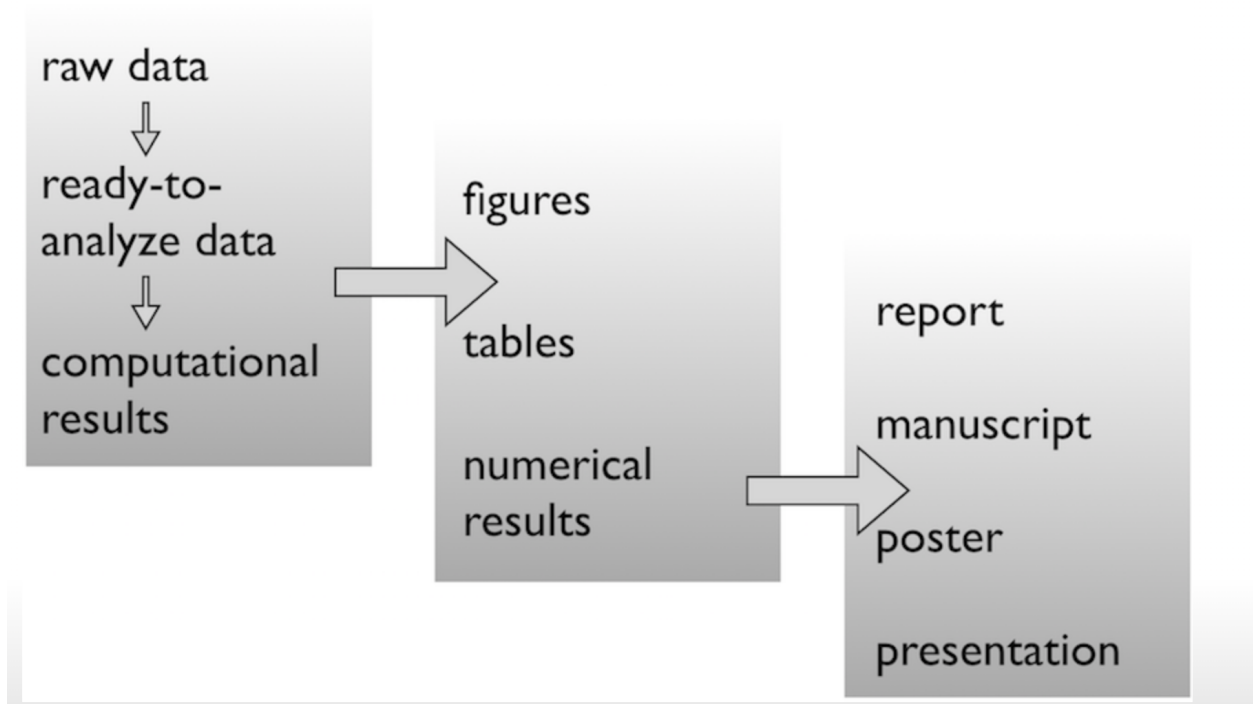 raw data
ready-to-
analyze data
computational
results
figures
tables
numerical
results
report
manuscript
poster
presentation